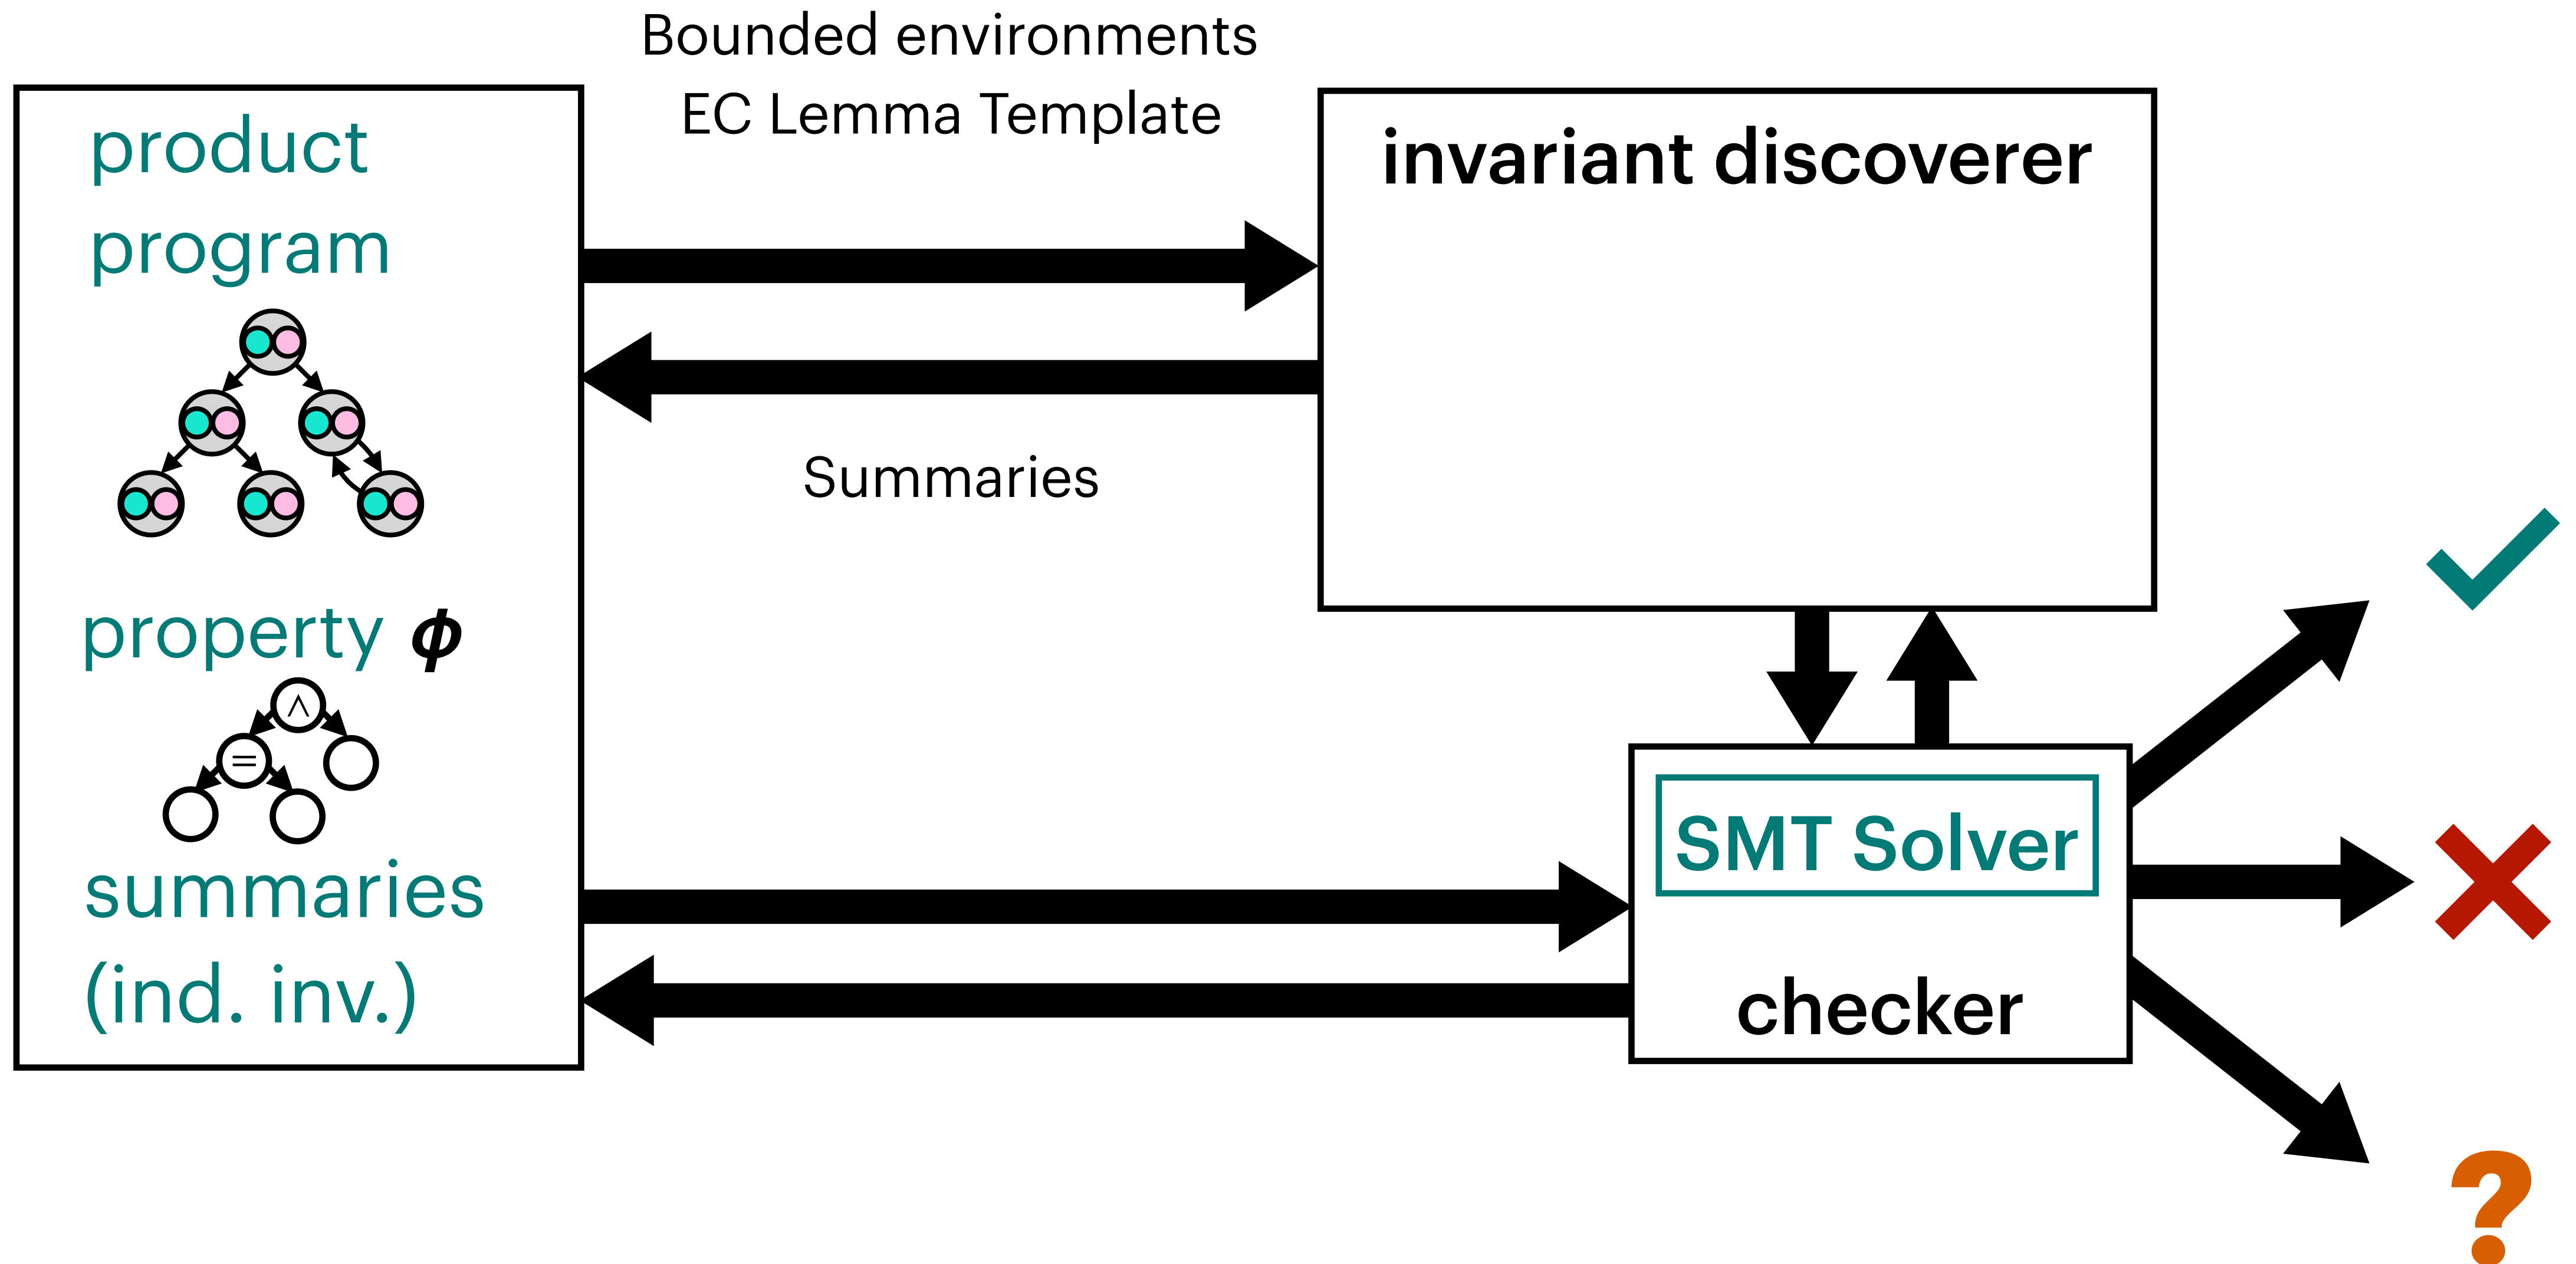 Bounded environments
EC Lemma Template
product
program
property ϕ
∧
=
summaries
(ind. inv.)
Summaries
invariant discoverer
SMT Solver
checker
?